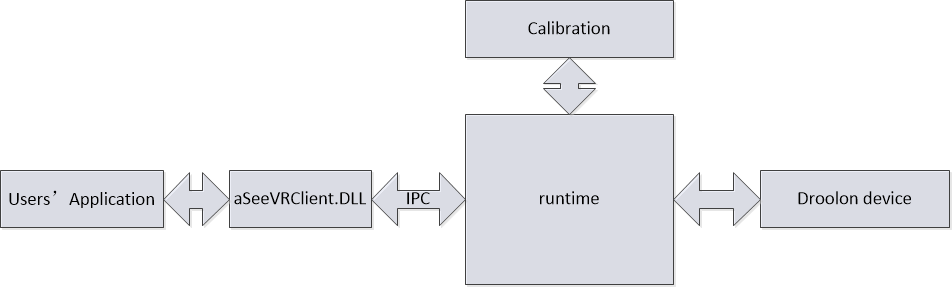 Calibration
Users’Application
aSeeVRClient.DLL
IPC
runtime
Droolon device